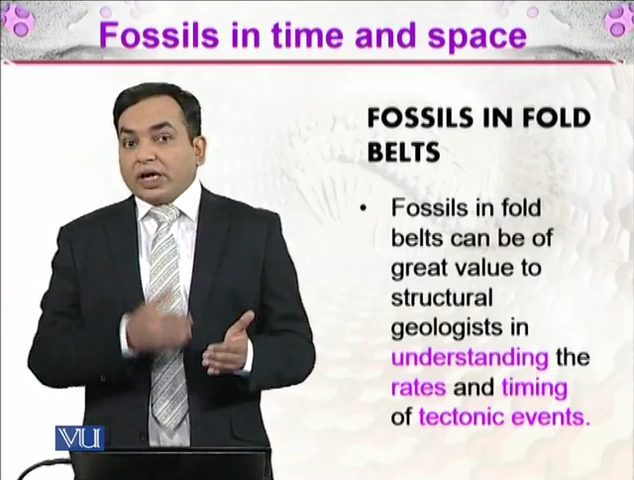 Fossils in time and space
FOSSILS IN FOLD
BELTS
• Fossils in fold
belts can be of
great value to
structural
geologists in
understanding the
rates and timing
of tectonic events.
VU